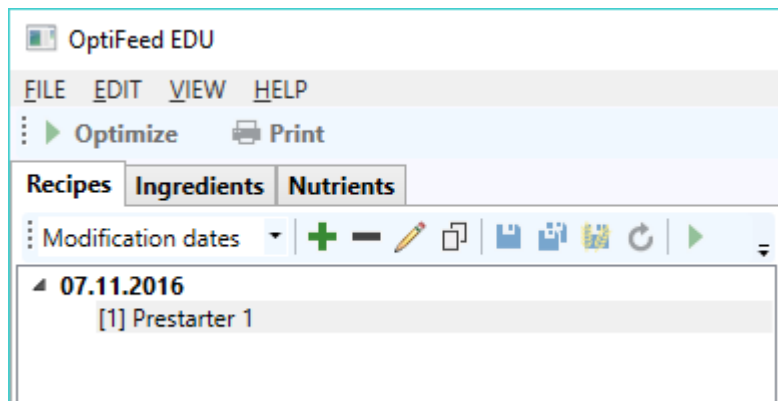 OptiFeed EDU
FILE EDIT VIEW HELP
Optimize Print
Recipes Ingredients Nutrients
Modification dates
07.11.2016
[1] Prestarter 1